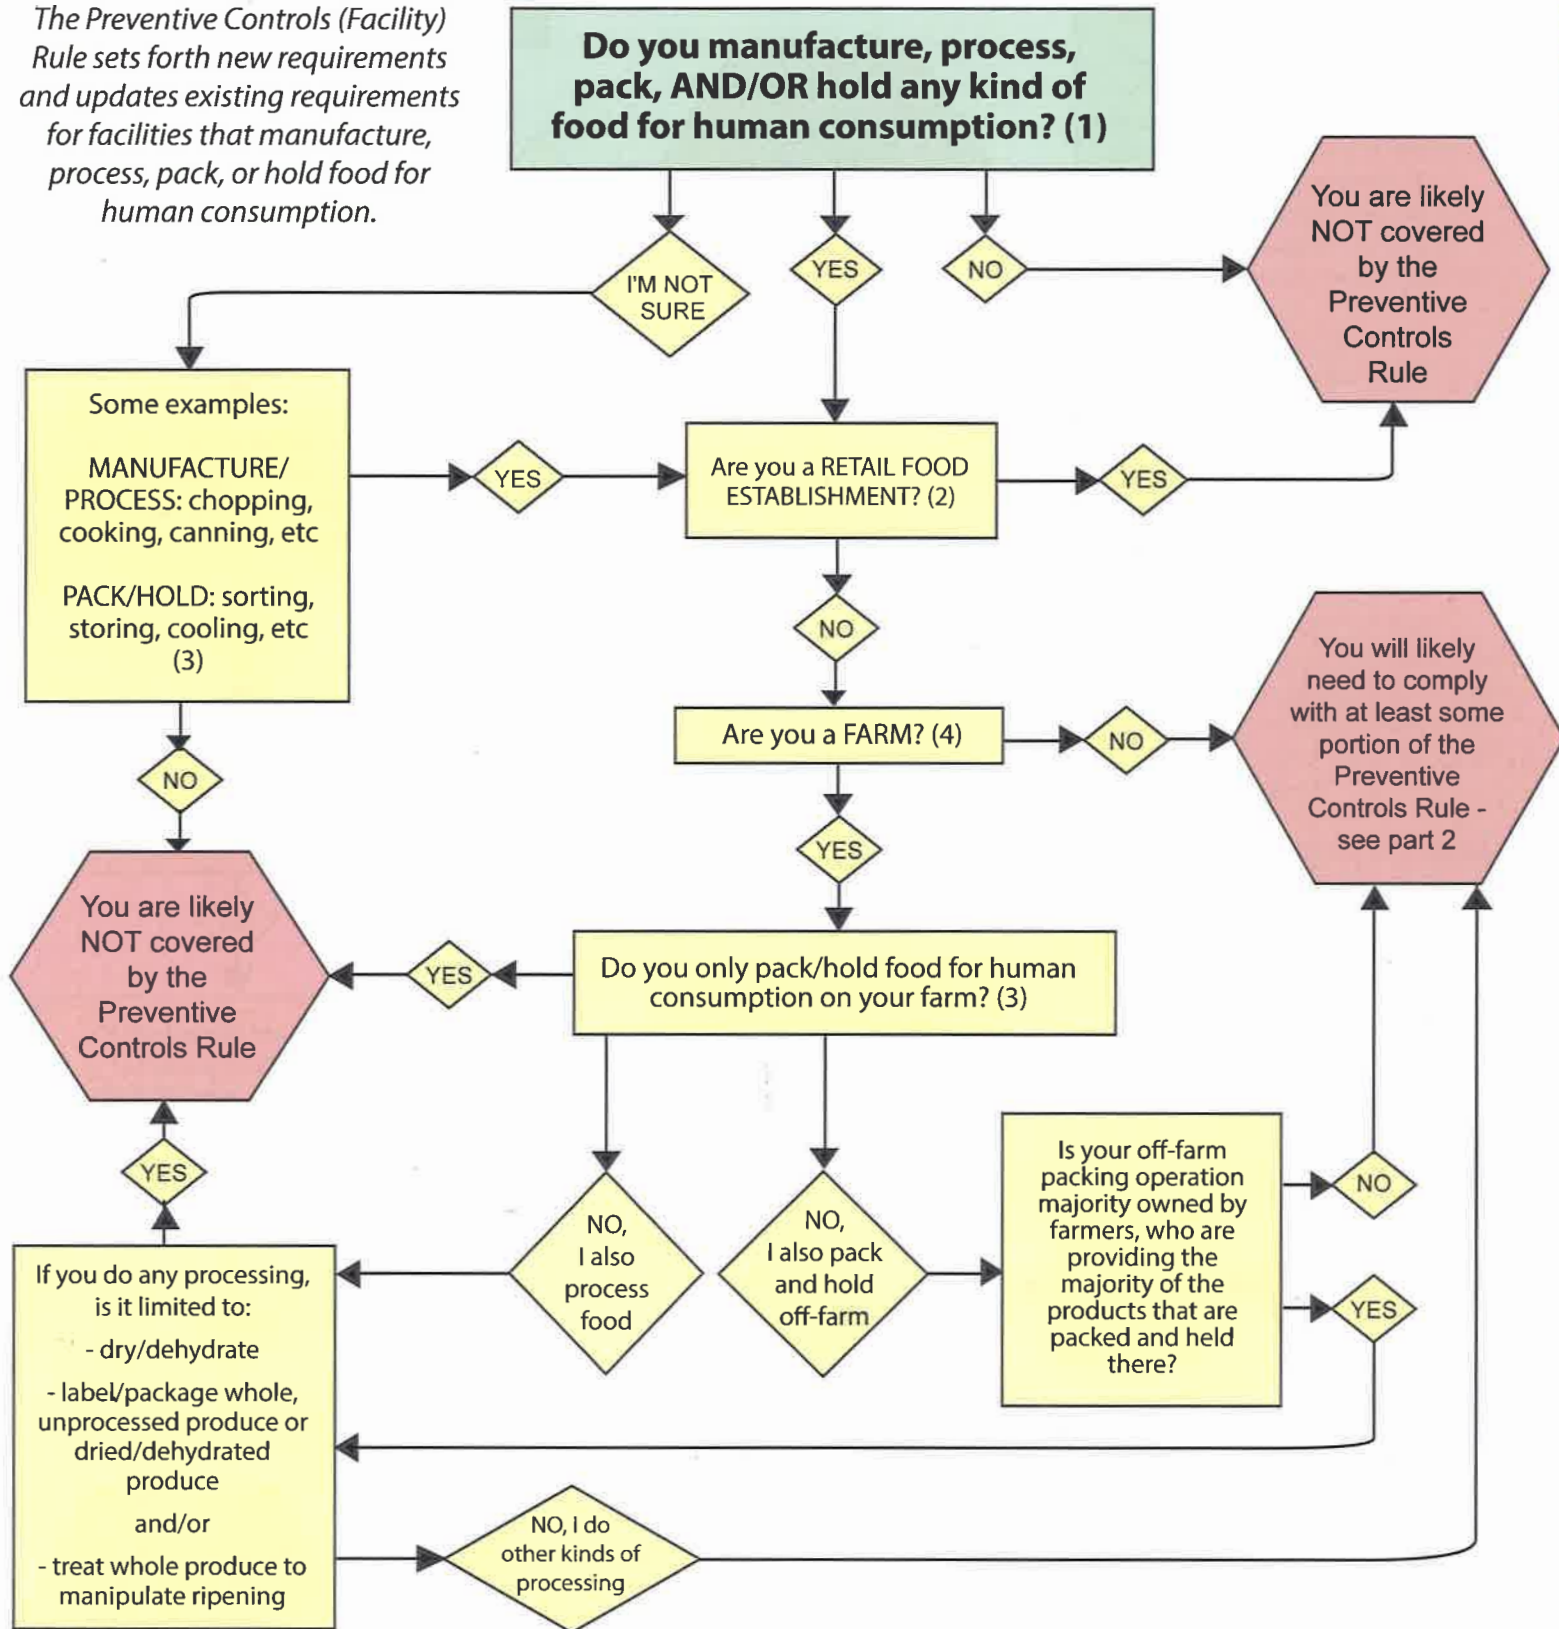 The Preventive Controls (Facility)
Rule sets forth new requirements
and updates existing requirements
for facilities that manufacture,
process, pack, or hold food for
human consumption.
Do you manufacture, process,
pack, AND/OR hold any kind of
food for human consumption? (1)
I'M NOT
SURE
YES
NO
You are likely
NOT covered
by the
Preventive
Controls
Rule
Some examples:
MANUFACTURE/
PROCESS: chopping,
cooking, canning, etc
PACK/HOLD: sorting,
storing, cooling, etc
(3)
YES
Are you a RETAIL FOOD
ESTABLISHMENT? (2)
YES
NO
NO
Are you a FARM? (4)
NO
You will likely
need to comply
with at least some
portion of the
Preventive
Controls Rule -
see part 2
YES
You are likely
NOT covered
by the
Preventive
Controls Rule
YES
Do you only pack/hold food for human
consumption on your farm? (3)
YES
NO,
I also
process
food
NO,
I also pack
and hold
off-farm
Is your off-farm
packing operation
majority owned by
farmers, who are
providing the
majority of the
products that are
packed and held
there?
NO
YES
If you do any processing,
is it limited to:
- dry/dehydrate
- label/package whole,
unprocessed produce or
dried/dehydrated
produce
and/or
- treat whole produce to
manipulate ripening
NO, I do
other kinds of
processing